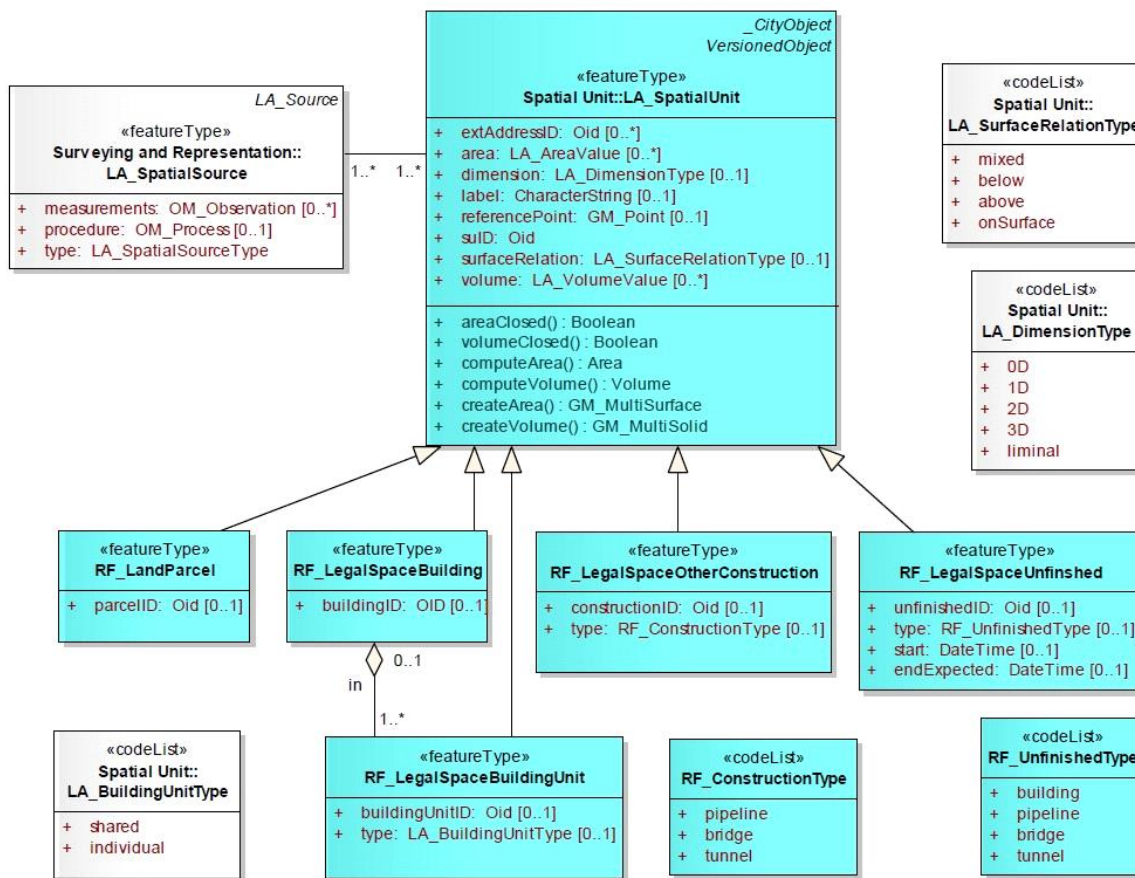 _CityObject
VersionedObject
«featureType»
Spatial Unit::LA_SpatialUnit
+ extAddressID: Oid [0..*]
+ area: LA_AreaValue [0..*]
+ dimension: LA_DimensionType [0..1]
+ label: CharacterString [0..1]
+ referencePoint: GM_Point [0..1]
+ suID: Oid
+ surfaceRelation: LA_SurfaceRelationType [0..1]
+ volume: LA_VolumeValue [0..*]
+ areaClosed() : Boolean
+ volumeClosed() : Boolean
+ computeArea() : Area
+ computeVolume() : Volume
+ createArea() : GM_MultiSurface
+ createVolume() : GM_MultiSolid
LA_Source
«featureType»
Surveying and Representation::
LA_SpatialSource
+ measurements: OM_Observation [0..*]
+ procedure: OM_Process [0..1]
+ type: LA_SpatialSourceType
1..* 1..*
«codeList»
Spatial Unit::
LA_SurfaceRelationType
+ mixed
+ below
+ above
+ onSurface
«codeList»
Spatial Unit::
LA_DimensionType
+ 0D
+ 1D
+ 2D
+ 3D
+ liminal
«featureType»
RF_LandParcel
+ parcelID: Oid [0..1]
«featureType»
RF_LegalSpaceBuilding
+ buildingID: OID [0..1]
«featureType»
RF_LegalSpaceOtherConstruction
+ constructionID: Oid [0..1]
+ type: RF_ConstructionType [0..1]
«featureType»
RF_LegalSpaceUnfinshed
+ unfinishedID: Oid [0..1]
+ type: RF_UnfinishedType [0..1]
+ start: DateTime [0..1]
+ endExpected: DateTime [0..1]
0..1
in
1..*
«codeList»
Spatial Unit::
LA_BuildingUnitType
+ shared
+ individual
«featureType»
RF_LegalSpaceBuildingUnit
+ buildingUnitID: Oid [0..1]
+ type: LA_BuildingUnitType [0..1]
«codeList»
RF_ConstructionType
+ pipeline
+ bridge
+ tunnel
«codeList»
RF_UnfinishedType
+ building
+ pipeline
+ bridge
+ tunnel